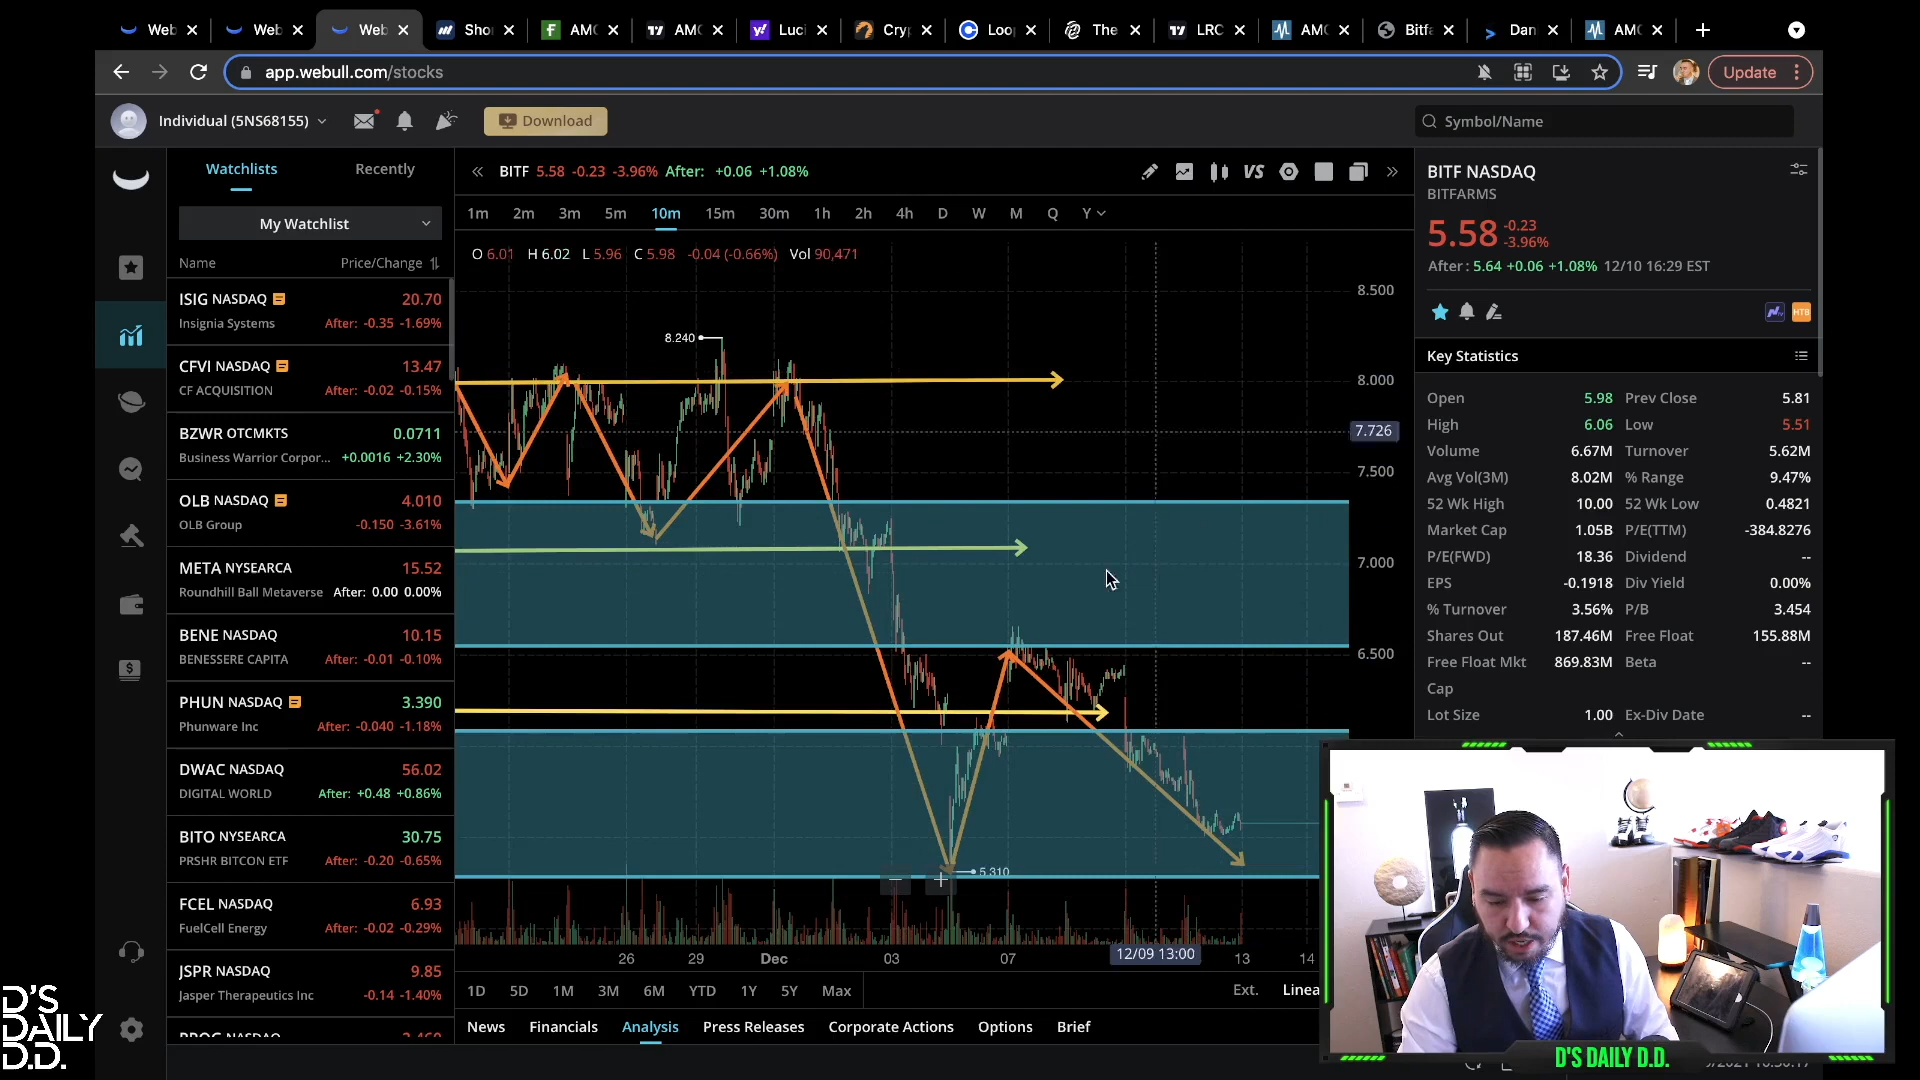 Web
Web
Web
Sho
AMC
AMC
Luci
Cry
Loo
The
LRC
AMC
Bitfa
Dan
AMC
app.webull.com/stocks
Update
Individual (5NS68155)
Download
Symbol/Name
Watchlists Recently
My Watchlist
Name Price/Change
ISIG NASDAQ 20.70
Insignia Systems After: -0.35 -1.69%
CFVI NASDAQ 13.47
CF ACQUISITION After: -0.02 -0.15%
BZWR OTCMKTS 0.0711
Business Warrior Corpor... +0.0016 +2.30%
OLB NASDAQ 4.010
OLB Group -0.150 -3.61%
META NYSEARCA 15.52
Roundhill Ball Metaverse After: 0.00 0.00%
BENE NASDAQ 10.15
BENESSERE CAPITA After: -0.01 -0.10%
PHUN NASDAQ 3.390
Phunware Inc After: -0.040 -1.18%
DWAC NASDAQ 56.02
DIGITAL WORLD After: +0.48 +0.86%
BITO NYSEARCA 30.75
PRSHR BITCON ETF After: -0.20 -0.65%
FCEL NASDAQ 6.93
FuelCell Energy After: -0.02 -0.29%
JSPR NASDAQ 9.85
Jasper Therapeutics Inc -0.14 -1.40%
BITF 5.58 -0.23 -3.96% After: +0.06 +1.08%
VS
1m 2m 3m 5m 10m 15m 30m 1h 2h 4h D W M Q Y
O 6.01 H 6.02 L 5.96 C 5.98 -0.04 (-0.66%) Vol 90,471
8.500
8.240
8.000
7.726
7.500
7.000
6.500
5.310
26 29 Dec 03 07 12/09 13:00 13 14
1D 5D 1M 3M 6M YTD 1Y 5Y Max Ext. Linea
News Financials Analysis Press Releases Corporate Actions Options Brief
BITF NASDAQ
BITFARMS
5.58 -0.23
-3.96%
After: 5.64 +0.06 +1.08% 12/10 16:29 EST
HTB
Key Statistics
Open 5.98 Prev Close 5.81
High 6.06 Low 5.51
Volume 6.67M Turnover 5.62M
Avg Vol(3M) 8.02M % Range 9.47%
52 Wk High 10.00 52 Wk Low 0.4821
Market Cap 1.05B P/E(TTM) -384.8276
P/E(FWD) 18.36 Dividend --
EPS -0.1918 Div Yield 0.00%
% Turnover 3.56% P/B 3.454
Shares Out 187.46M Free Float 155.88M
Free Float Mkt 869.83M Beta --
Cap
Lot Size 1.00 Ex-Div Date --
D'S
DAILY
D.D.
D'S DAILY D.D.